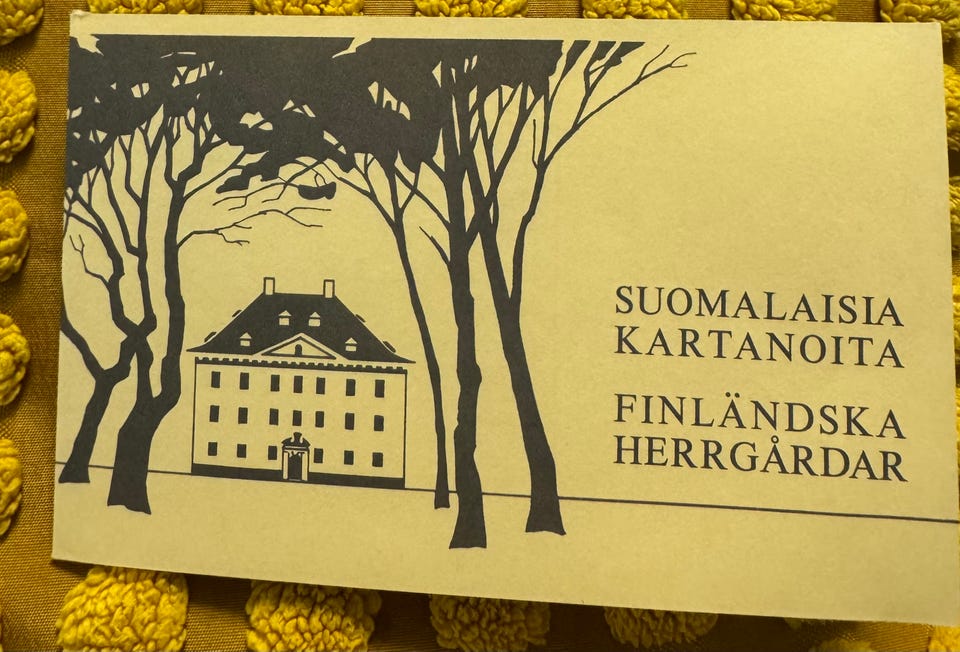 SUOMALAISIA
KARTANOITA
FINLÄNDSKA
HERRGÅRDAR